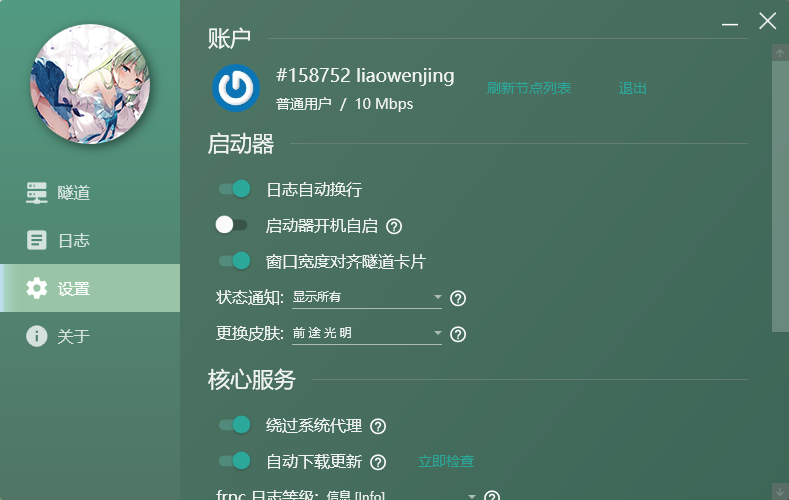 账户
#158752 liaowenjing
普通用户 / 10 Mbps
刷新节点列表
退出
隧道
日志
设置
关于
启动器
日志自动换行
启动器开机自启
窗口宽度对齐隧道卡片
状态通知: 显示所有
更换皮肤: 前途光明
核心服务
绕过系统代理
自动下载更新
立即检查
frpc 日志等级: 信息 [Info]